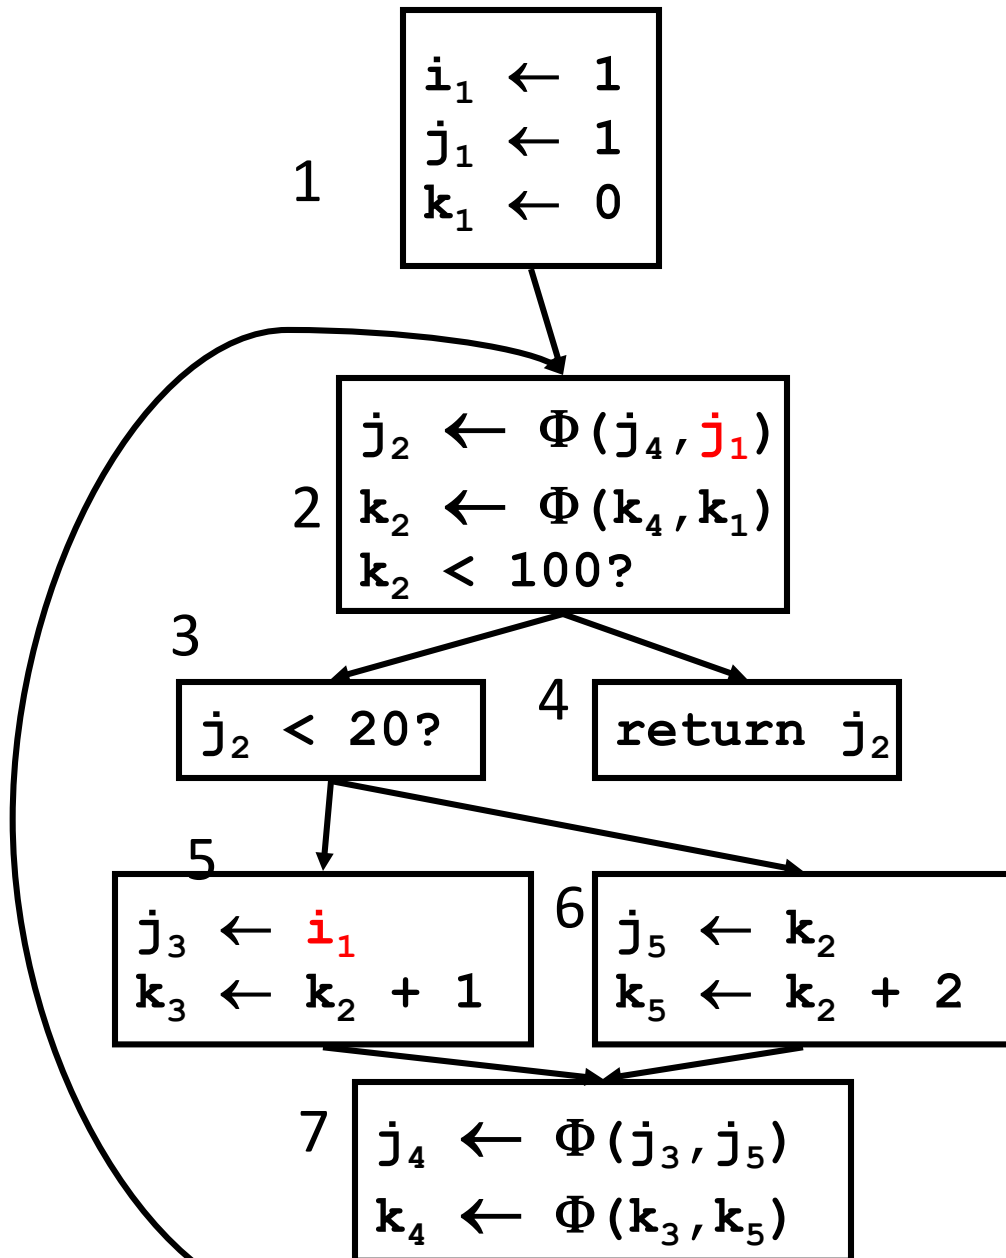 i₁ ← 1
j₁ ← 1
k₁ ← 0
1
j₂ ← Φ(j₄,j₁)
k₂ ← Φ(k₄,k₁)
k₂ < 100?
2
3
j₂ < 20?
4
return j₂
5
j₃ ← i₁
k₃ ← k₂ + 1
6
j₅ ← k₂
k₅ ← k₂ + 2
7
j₄ ← Φ(j₃,j₅)
k₄ ← Φ(k₃,k₅)